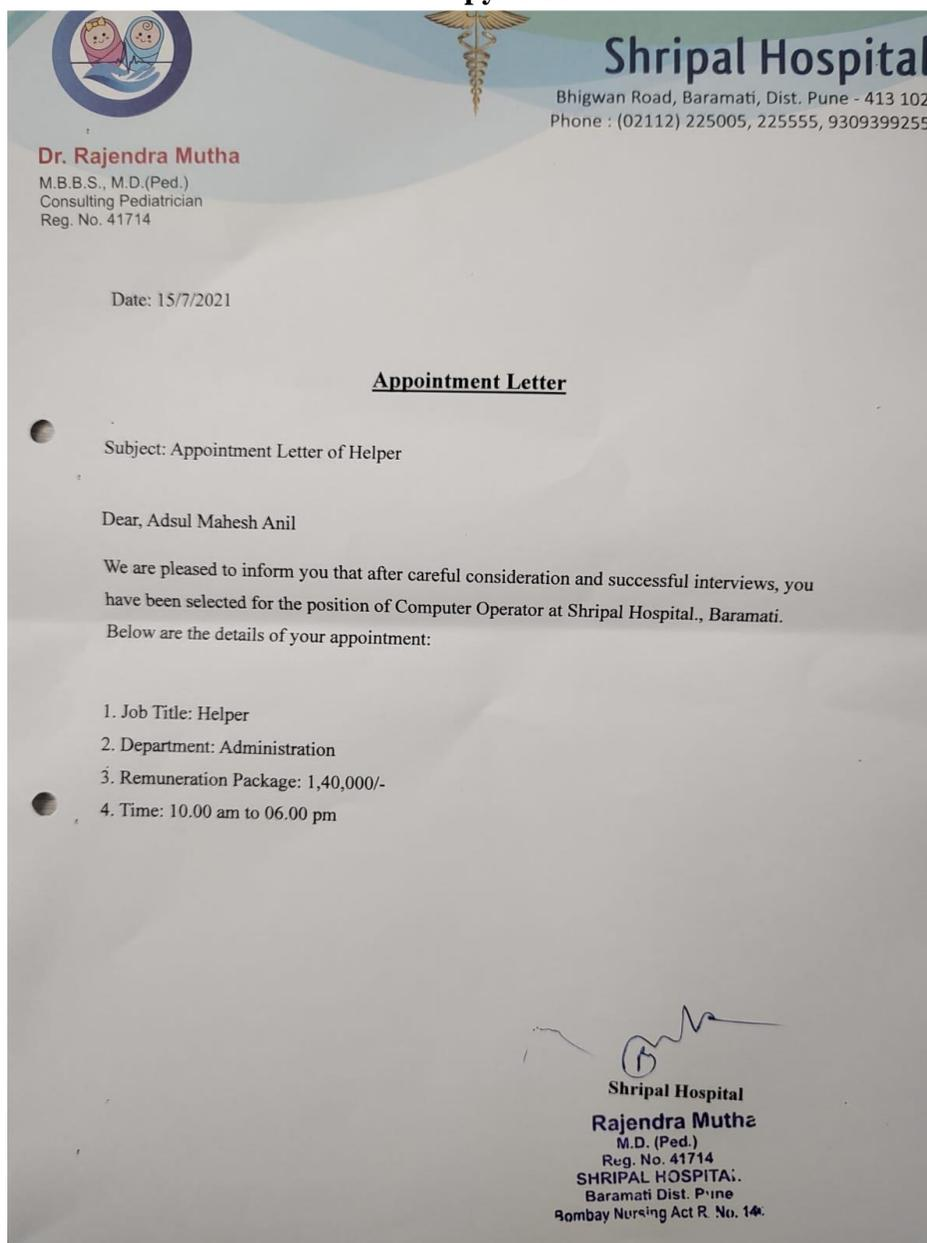 Shripal Hospital
Bhigwan Road, Baramati, Dist. Pune - 413 102
Phone : (02112) 225005, 225555, 9309399255
Dr. Rajendra Mutha
M.B.B.S., M.D.(Ped.)
Consulting Pediatrician
Reg. No. 41714
Date: 15/7/2021
Appointment Letter
Subject: Appointment Letter of Helper
Dear, Adsul Mahesh Anil
We are pleased to inform you that after careful consideration and successful interviews, you
have been selected for the position of Computer Operator at Shripal Hospital., Baramati.
Below are the details of your appointment:
1. Job Title: Helper
2. Department: Administration
3. Remuneration Package: 1,40,000/-
4. Time: 10.00 am to 06.00 pm
Shripal Hospital
Rajendra Mutha
M.D. (Ped.)
Reg. No. 41714
SHRIPAL HOSPITAL
Baramati Dist. Pune
Bombay Nursing Act R. No.